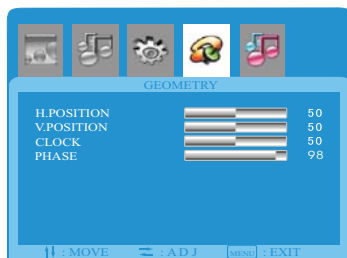 GEOMETRY
H.POSITION 50
V.POSITION 50
CLOCK 50
PHASE 98
: MOVE : A D J MENU : EXIT